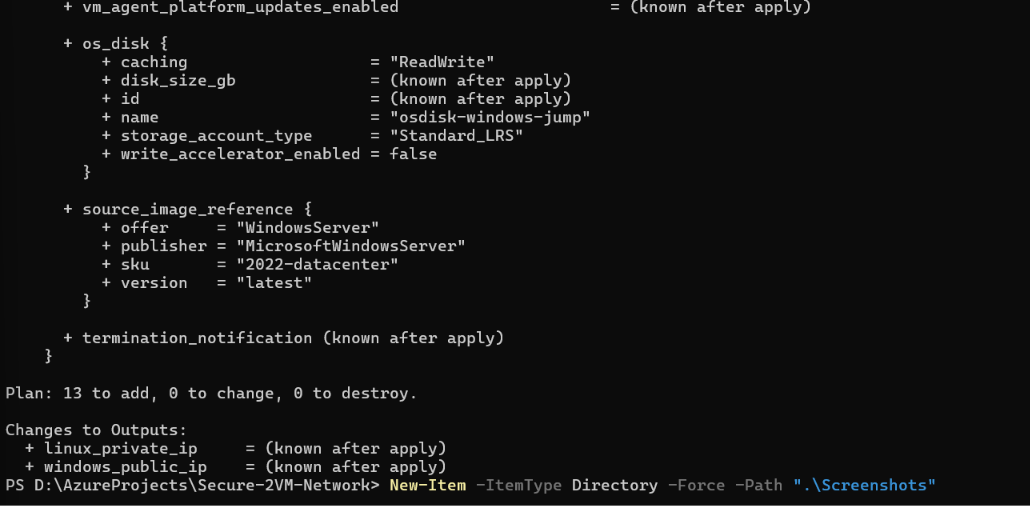 + vm_agent_platform_updates_enabled = (known after apply)
+ os_disk {
+ caching = "ReadWrite"
+ disk_size_gb = (known after apply)
+ id = (known after apply)
+ name = "osdisk-windows-jump"
+ storage_account_type = "Standard_LRS"
+ write_accelerator_enabled = false
}
+ source_image_reference {
+ offer = "WindowsServer"
+ publisher = "MicrosoftWindowsServer"
+ sku = "2022-datacenter"
+ version = "latest"
}
+ termination_notification (known after apply)
}
Plan: 13 to add, 0 to change, 0 to destroy.
Changes to Outputs:
+ linux_private_ip = (known after apply)
+ windows_public_ip = (known after apply)
PS D:\AzureProjects\Secure-2VM-Network> New-Item -ItemType Directory -Force -Path ".\Screenshots"